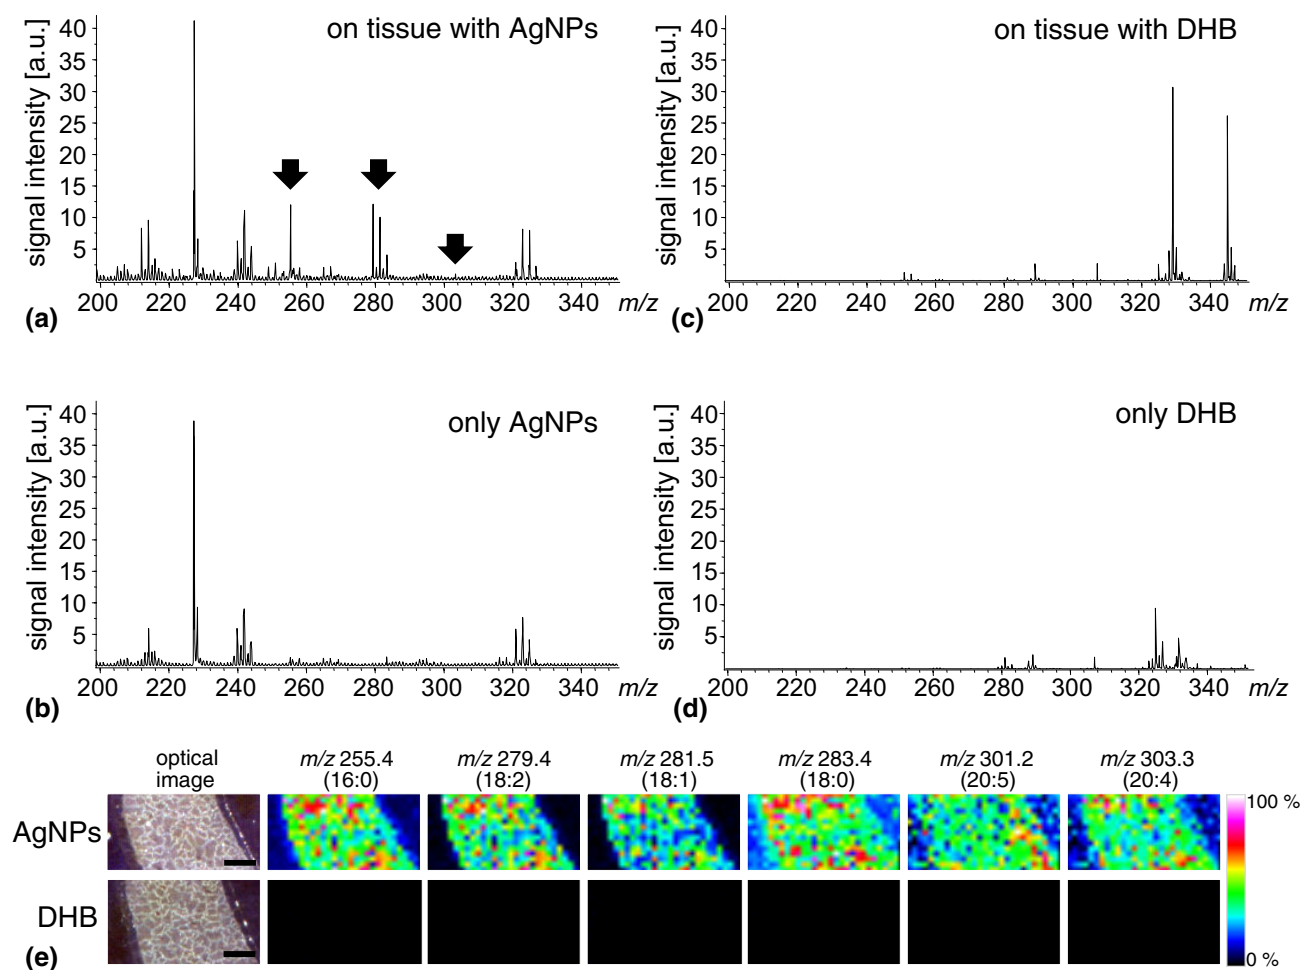 on tissue with AgNPs
signal intensity [a.u.]
40
35
30
25
20
15
10
5
200 220 240 260 280 300 320 340 m/z
(a)
on tissue with DHB
signal intensity [a.u.]
40
35
30
25
20
15
10
5
200 220 240 260 280 300 320 340 m/z
(c)
only AgNPs
signal intensity [a.u.]
40
35
30
25
20
15
10
5
200 220 240 260 280 300 320 340 m/z
(b)
only DHB
signal intensity [a.u.]
40
35
30
25
20
15
10
5
200 220 240 260 280 300 320 340 m/z
(d)
optical
image
m/z 255.4
(16:0)
m/z 279.4
(18:2)
m/z 281.5
(18:1)
m/z 283.4
(18:0)
m/z 301.2
(20:5)
m/z 303.3
(20:4)
AgNPs
100 %
DHB
0 %
(e)